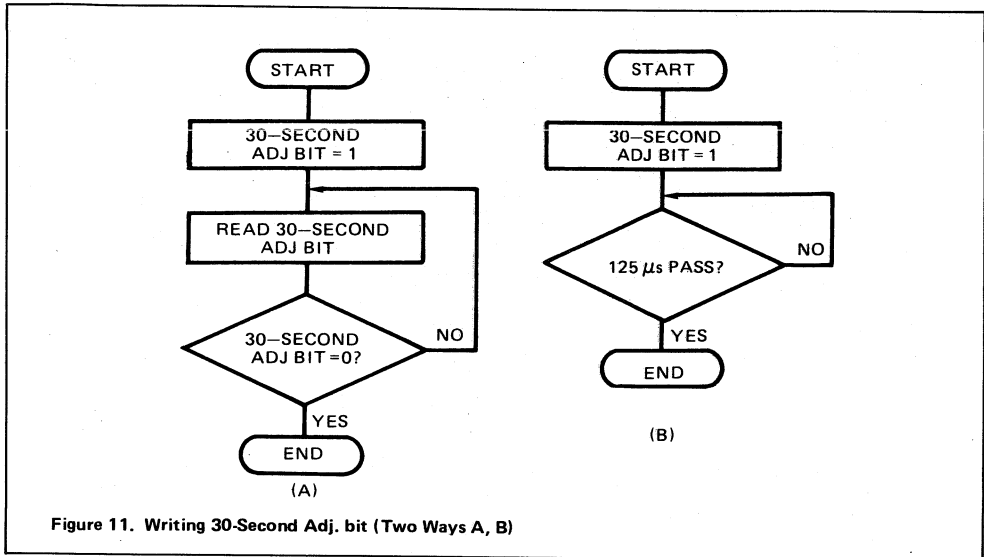 START
30–SECOND
ADJ BIT = 1
READ 30–SECOND
ADJ BIT
30–SECOND
ADJ BIT =0?
NO
YES
END
(A)
START
30–SECOND
ADJ BIT = 1
125 µs PASS?
NO
YES
END
(B)
Figure 11. Writing 30-Second Adj. bit (Two Ways A, B)